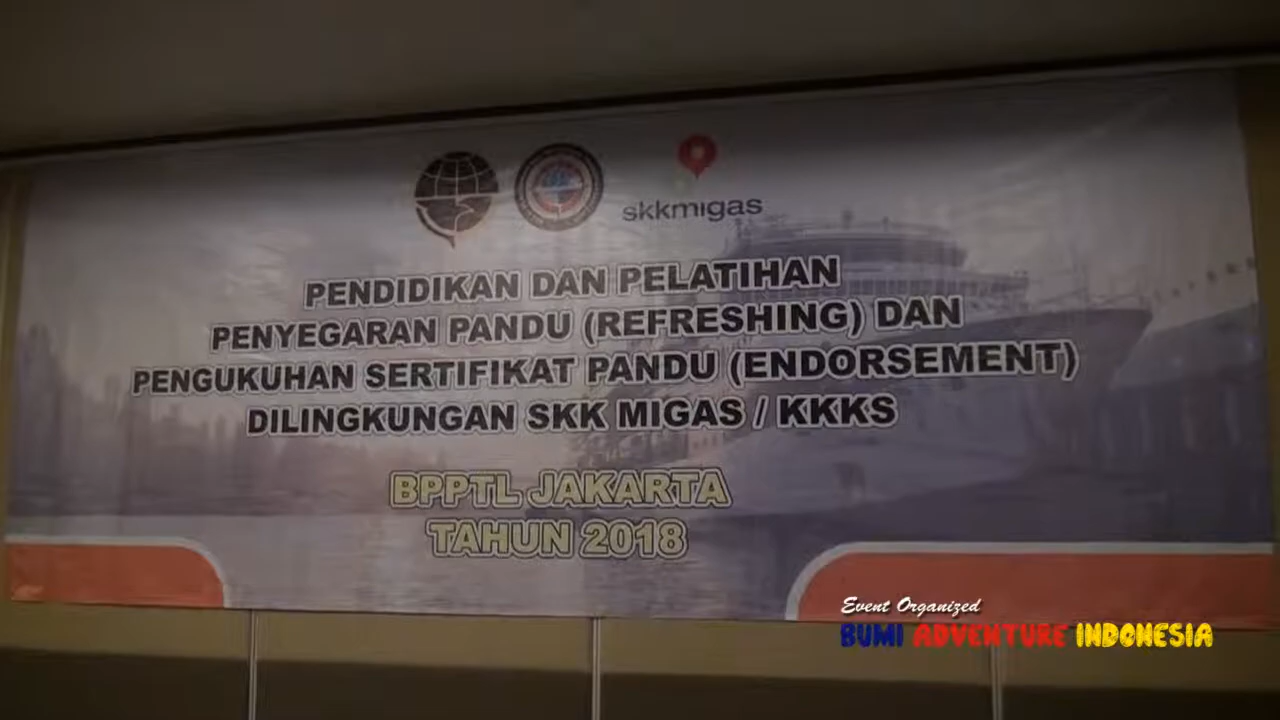 skkmigas
PENDIDIKAN DAN PELATIHAN
PENYEGARAN PANDU (REFRESHING) DAN
PENGUKUHAN SERTIFIKAT PANDU (ENDORSEMENT)
DILINGKUNGAN SKK MIGAS / KKKS
BPPTL JAKARTA
TAHUN 2018
Event Organized
BUMI ADVENTURE INDONESIA